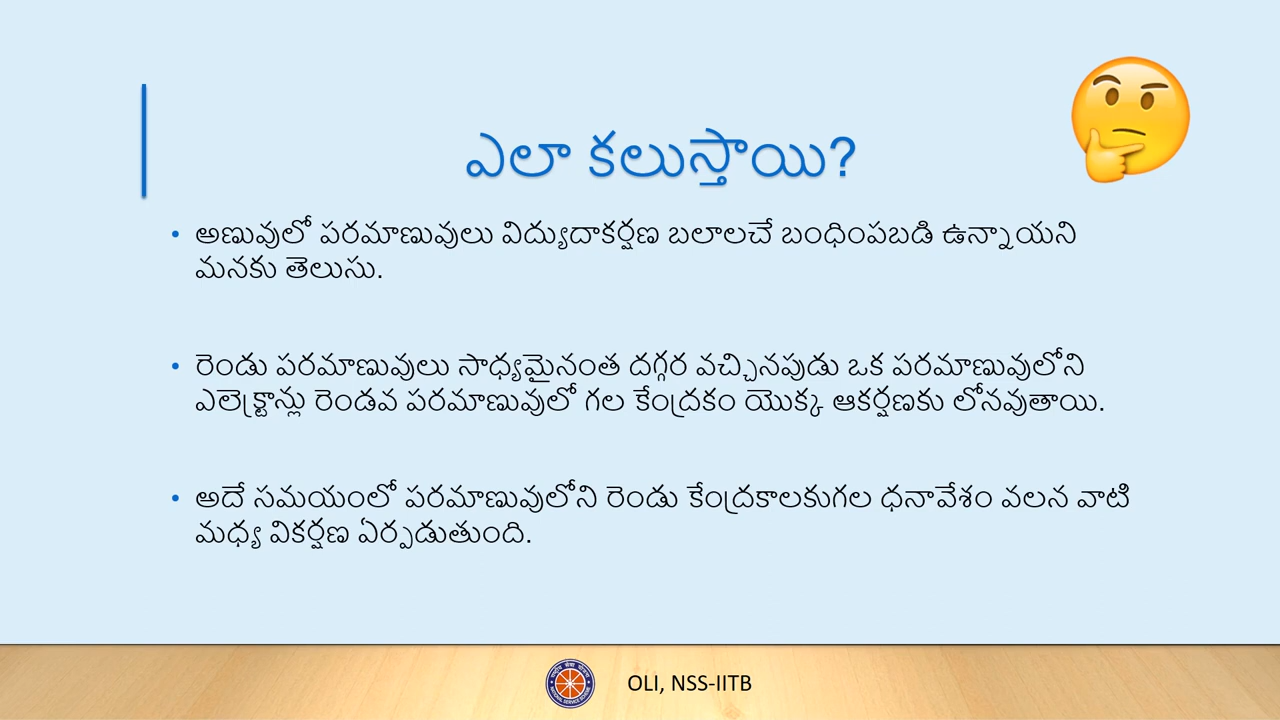 ఎలా కలుస్తాయి?
• అణువులో పరమాణువులు విద్యుదాకర్షణ బలాలచే బంధింపబడి ఉన్నాయని
మనకు తెలుసు.
• రెండు పరమాణువులు సాధ్యమైనంత దగ్గర వచ్చినపుడు ఒక పరమాణువులోని
ఎలెక్ట్రాన్లు రెండవ పరమాణువులో గల కేంద్రకం యొక్క ఆకర్షణకు లోనవుతాయి.
• అదే సమయంలో పరమాణువులోని రెండు కేంద్రకాలకుగల ధనావేశం వలన వాటి
మధ్య వికర్షణ ఏర్పడుతుంది.
OLI, NSS-IITB